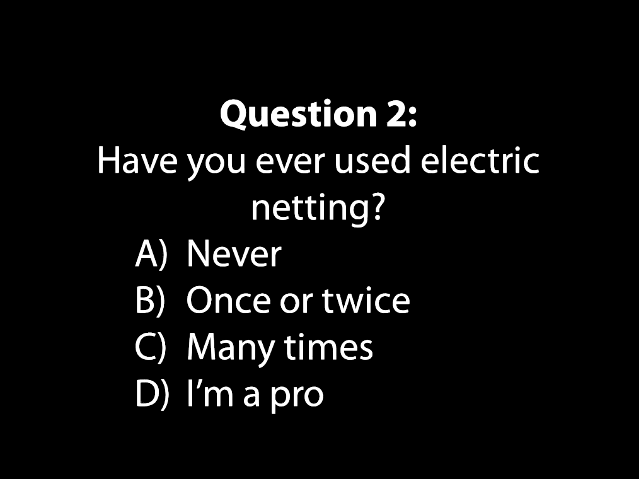 Question 2:
Have you ever used electric
netting?
A) Never
B) Once or twice
C) Many times
D) I’m a pro